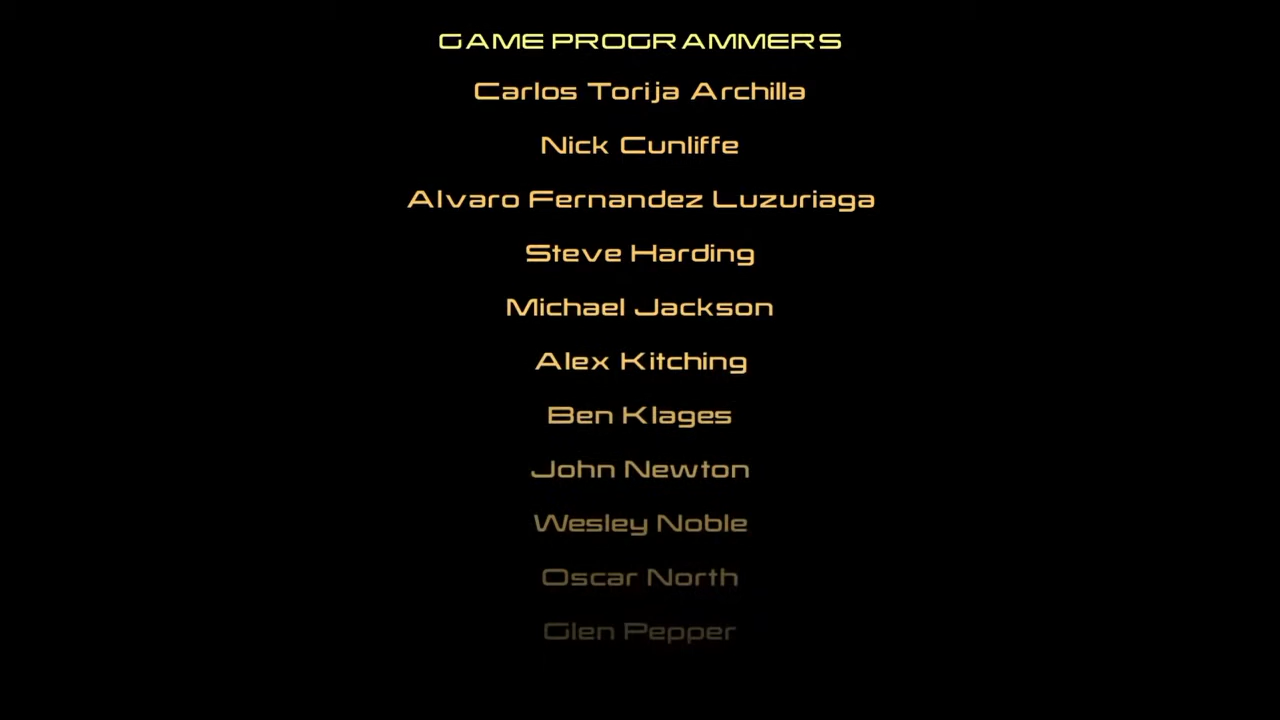 GAME PROGRAMMERS
Carlos Torija Archilla
Nick Cunliffe
Alvaro Fernandez Luzuriaga
Steve Harding
Michael Jackson
Alex Kitching
Ben Klages
John Newton
Wesley Noble
Oscar North
Glen Pepper